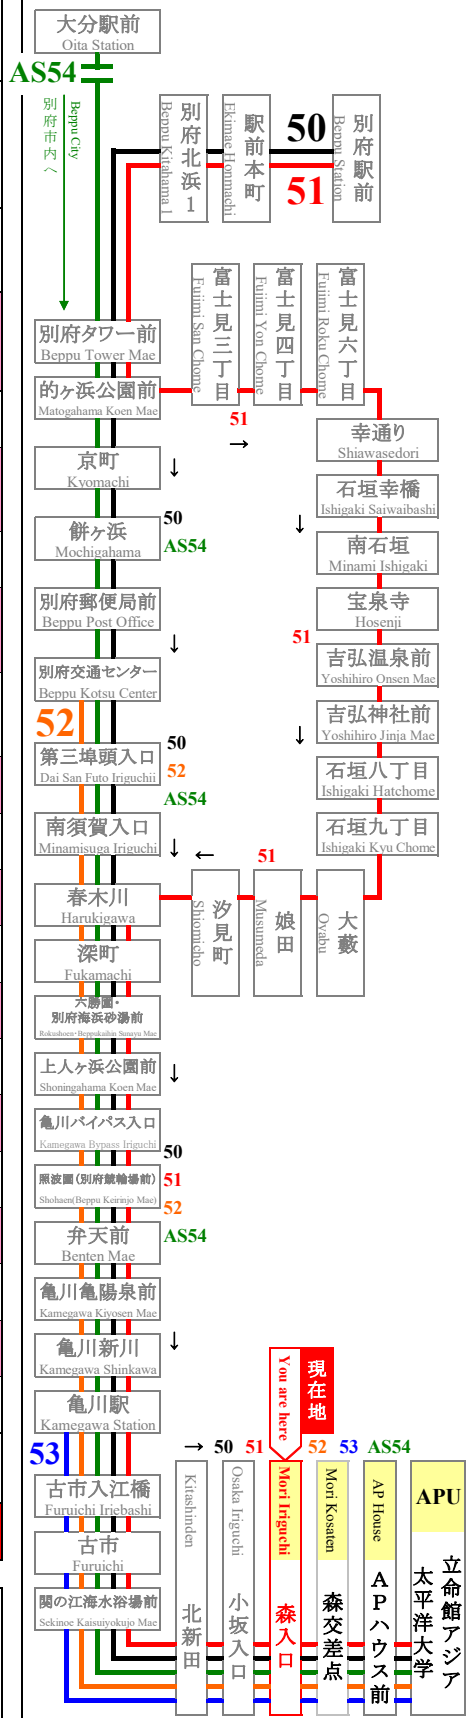 大分駅前
Oita Station
AS54
Beppu City
別府市内へ
別府北浜1
Beppu Kitahama 1
駅前本町
Ekimae Honmachi
50
51
別府駅前
Beppu Station
別府タワー前
Beppu Tower Mae
的ヶ浜公園前
Matogahama Koen Mae
富士見三丁目
Fujimi San Chome
富士見四丁目
Fujimi Yon Chome
富士見六丁目
Fujimi Roku Chome
51
→
幸通り
Shiawasedori
京町
Kyomachi
↓
石垣幸橋
Ishigaki Saiwaibashi
↓
餅ヶ浜
Mochigahama
50
AS54
南石垣
Minami Ishigaki
別府郵便局前
Beppu Post Office
宝泉寺
Hosenji
↓
51
別府交通センター
Beppu Kotsu Center
吉弘温泉前
Yoshihiro Onsen Mae
52
吉弘神社前
Yoshihiro Jinja Mae
↓
第三埠頭入口
Dai San Futo Iriguchii
50
52
AS54
石垣八丁目
Ishigaki Hatchome
南須賀入口
Minamisuga Iriguchi
↓
石垣九丁目
Ishigaki Kyu Chome
←
51
春木川
Harukigawa
汐見町
Shiomicho
娘田
Musumeda
大藪
Oyabu
深町
Fukamachi
六勝園・
別府海浜砂湯前
Rokushoen・Beppukaihin Sunayu Mae
上人ヶ浜公園前
Shoningahama Koen Mae
↓
亀川バイパス入口
Kamegawa Bypass Iriguchi
50
51
52
AS54
照波園(別府競輪場前)
Shohaen(Beppu Keirinjo Mae)
弁天前
Benten Mae
亀川亀陽泉前
Kamegawa Kiyosen Mae
亀川新川
Kamegawa Shinkawa
↓
亀川駅
Kamegawa Station
現在地
You are here
53
→ 50 51 52 53 AS54
古市入江橋
Furuichi Iriebashi
古市
Furuichi
関の江海水浴場前
Sekinoe Kaisuiyokujo Mae
Kitashinden
北新田
Osaka Iriguchi
小坂入口
Mori Iriguchi
森入口
Mori Kosaten
森交差点
AP House
APハウス前
APU
立命館アジア
太平洋大学